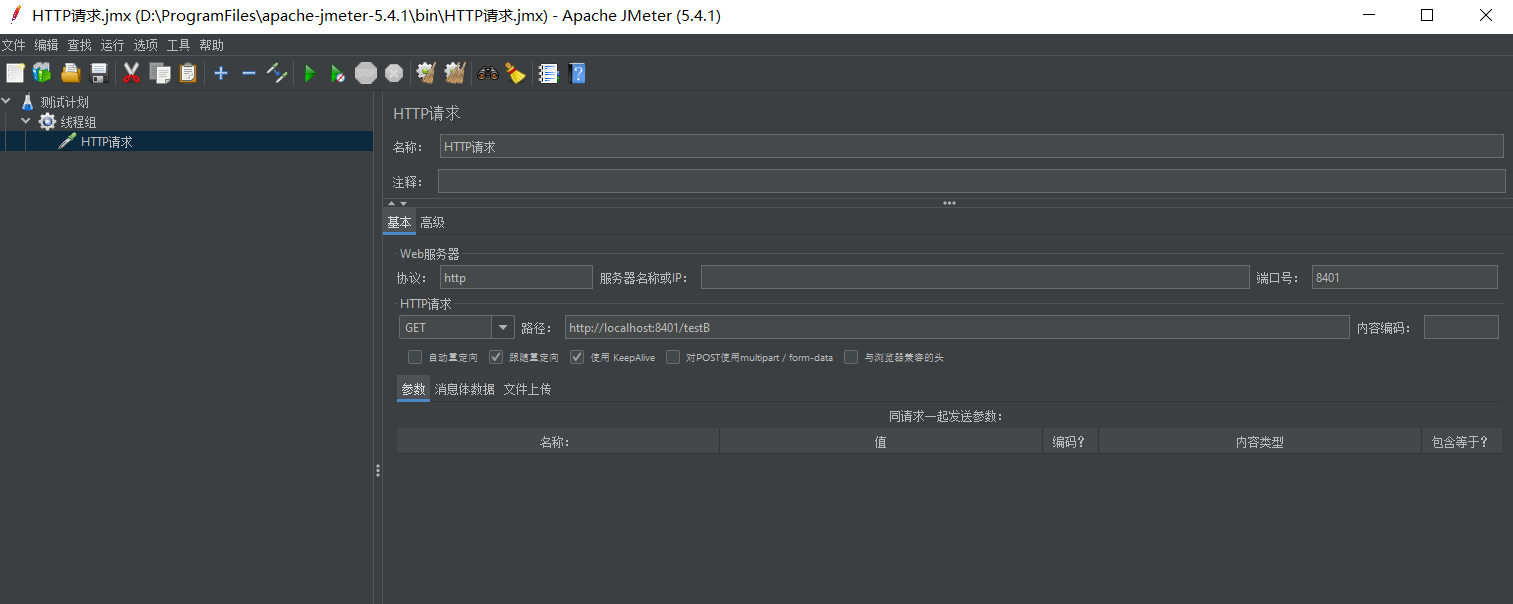 HTTP请求.jmx (D:\ProgramFiles\apache-jmeter-5.4.1\bin\HTTP请求.jmx) - Apache JMeter (5.4.1)
文件 编辑 查找 运行 选项 工具 帮助
测试计划
线程组
HTTP请求
HTTP请求
名称： HTTP请求
注释：
基本 高级
Web服务器
协议： http 服务器名称或IP： 端口号： 8401
HTTP请求
GET 路径： http://localhost:8401/testB 内容编码：
自动重定向 跟随重定向 使用 KeepAlive 对POST使用multipart / form-data 与浏览器兼容的头
参数 消息体数据 文件上传
同请求一起发送参数：
名称： 值 编码？ 内容类型 包含等于？